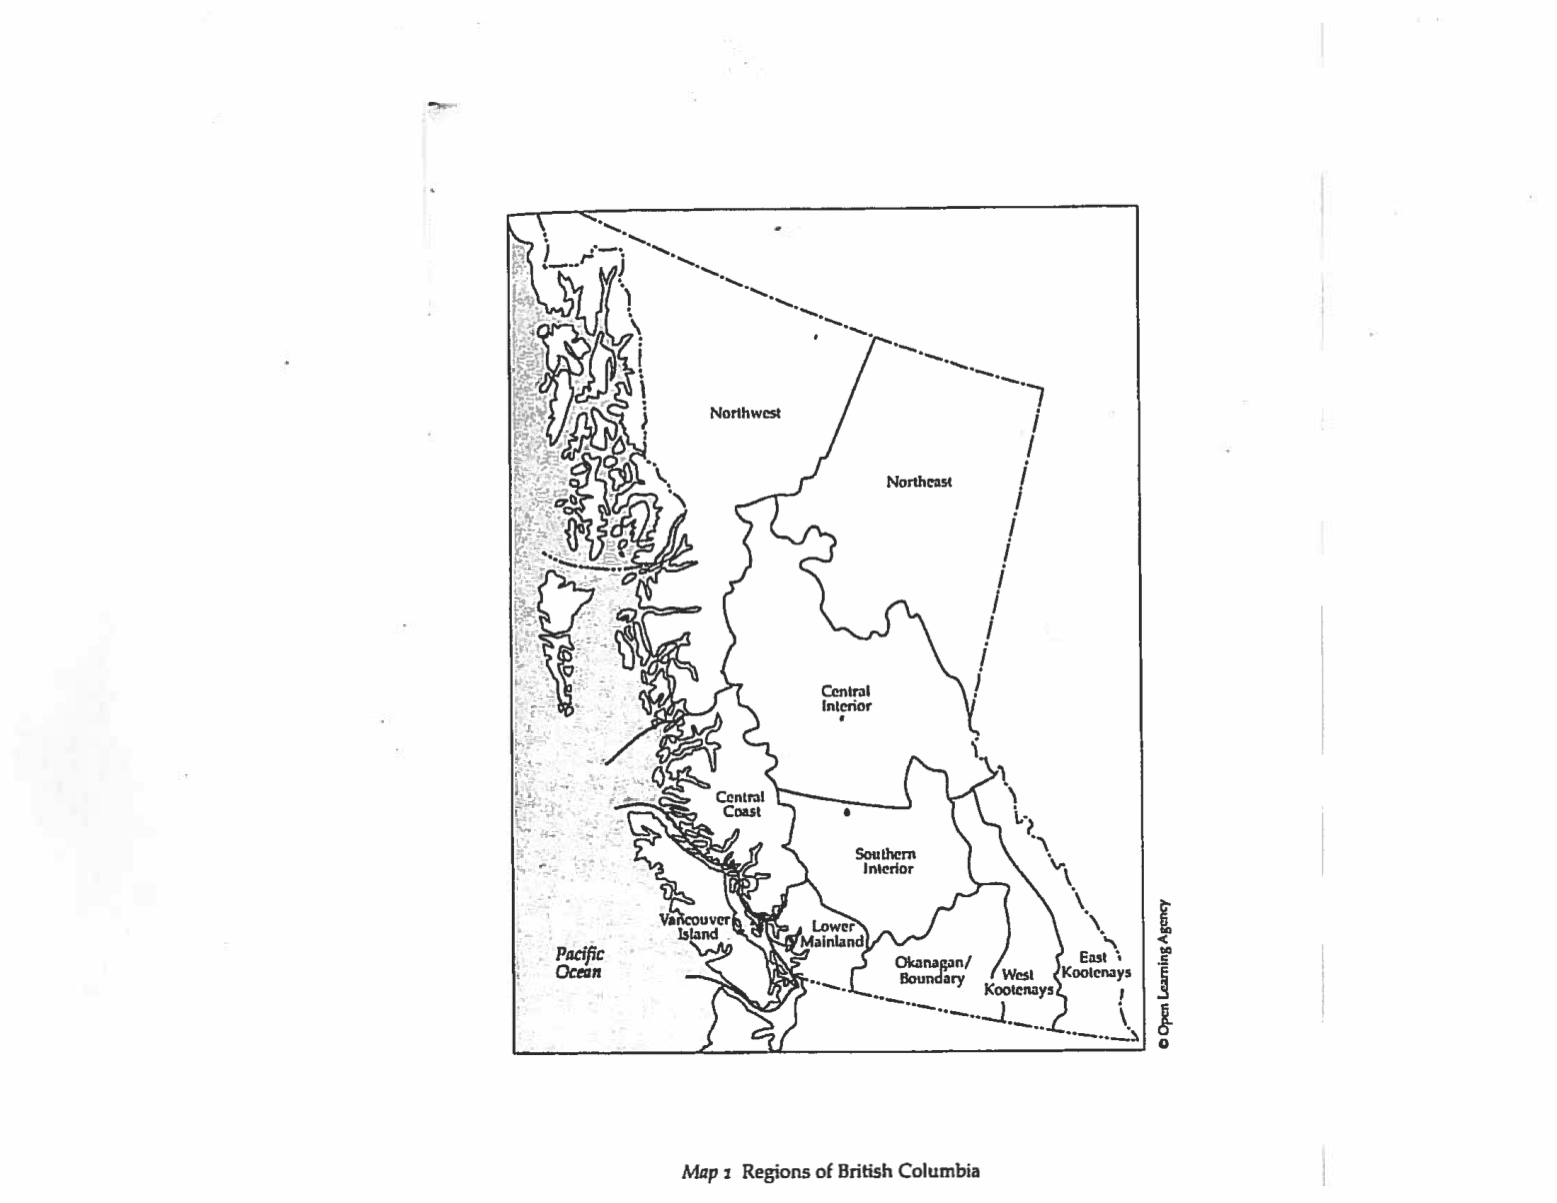 Northwest
Northeast
Central
Interior
Central
Coast
Southern
Interior
Vancouver
Island
Lower
Mainland
Pacific
Ocean
Okanagan/
Boundary
West
Kootenays
East
Kootenays
© Open Learning Agency
Map 1 Regions of British Columbia